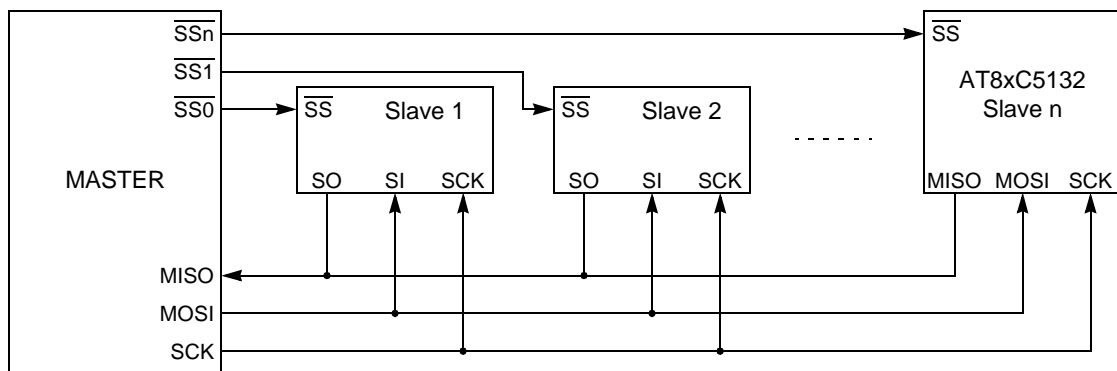 SSn
SS1
SS0
MASTER
MISO
MOSI
SCK
SS Slave 1
SO SI SCK
SS Slave 2
SO SI SCK
SS
AT8xC5132
Slave n
MISO MOSI SCK